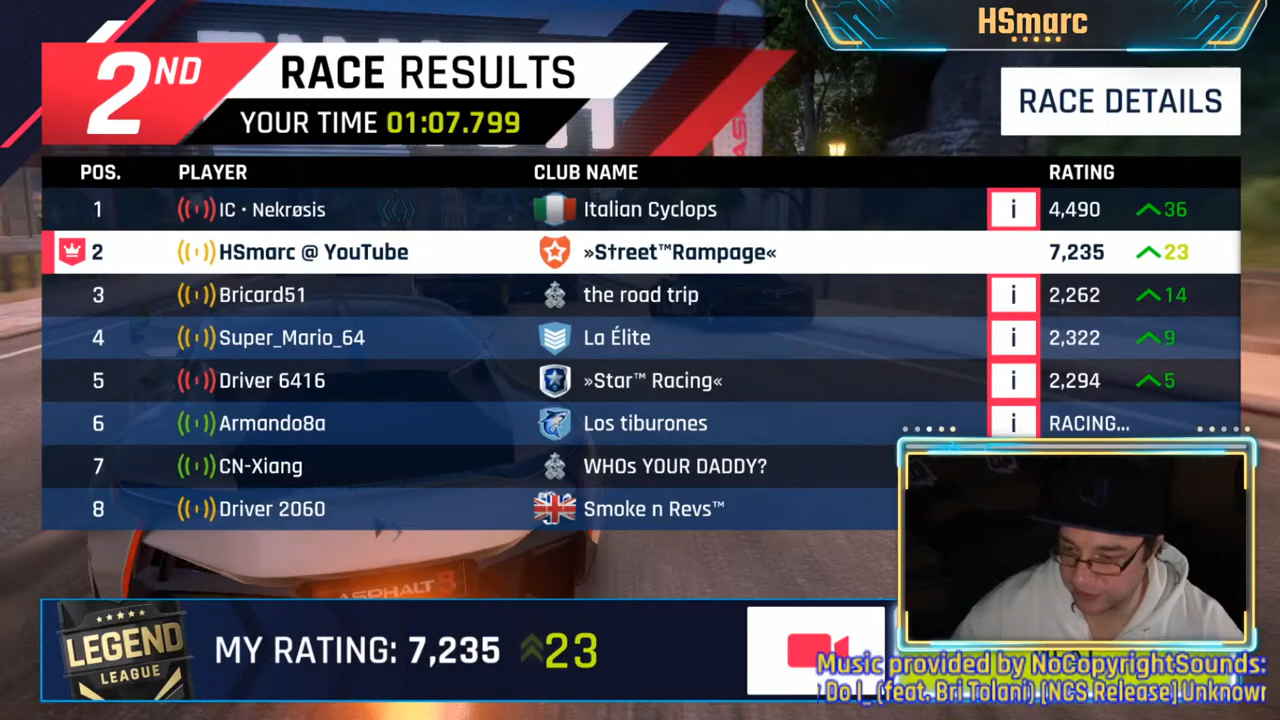 HSmarc
2ND
RACE RESULTS
YOUR TIME 01:07.799
RACE DETAILS
POS. PLAYER CLUB NAME RATING
1 IC • Nekrøsis Italian Cyclops i 4,490 36
2 HSmarc @ YouTube »Street™Rampage« 7,235 23
3 Bricard51 the road trip i 2,262 14
4 Super_Mario_64 La Élite i 2,322 9
5 Driver 6416 »Star™ Racing« i 2,294 5
6 Armando8a Los tiburones i RACING...
7 CN-Xiang WHOs YOUR DADDY?
8 Driver 2060 Smoke n Revs™
ASPHALT
LEGEND
LEAGUE
MY RATING: 7,235 23
Music provided by NoCopyrightSounds:
Do I_ (feat. Bri Tolani) [NCS Release] Unknown